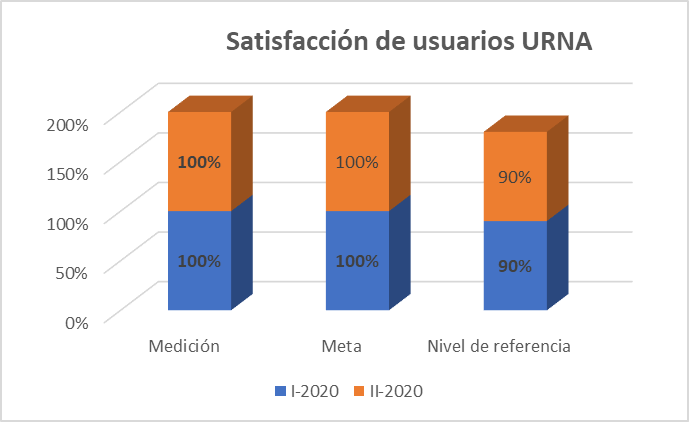 Satisfacción de usuarios URNA
200%
150%
100%
50%
0%
100% 100% 90%
100% 100% 90%
Medición Meta Nivel de referencia
I-2020 II-2020